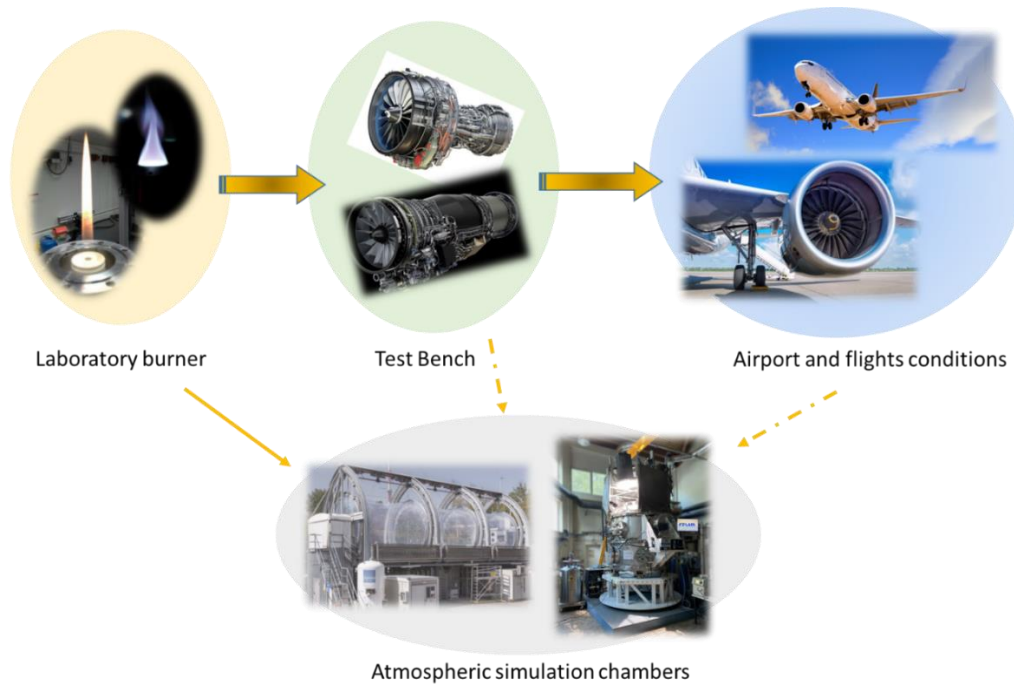 Laboratory burner
Test Bench
Airport and flights conditions
Atmospheric simulation chambers